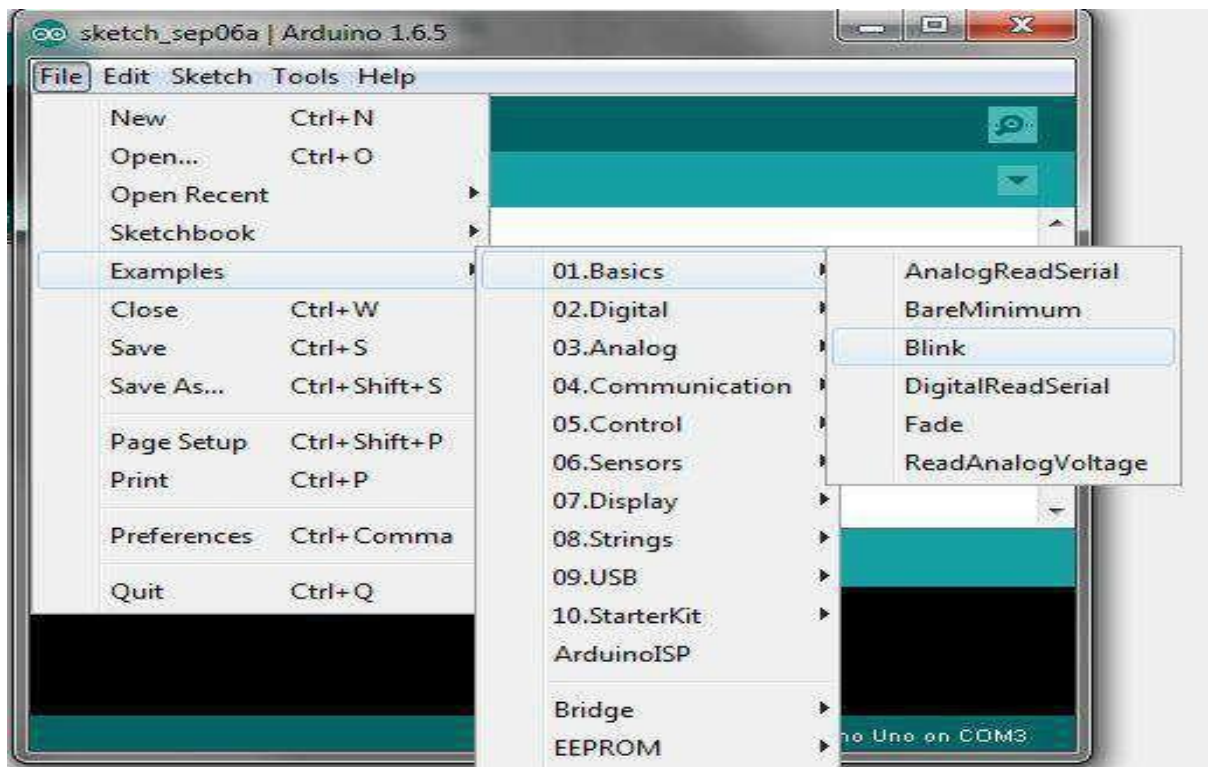 sketch_sep06a | Arduino 1.6.5
File Edit Sketch Tools Help
New Ctrl+N
Open... Ctrl+O
Open Recent
Sketchbook
Examples
Close Ctrl+W
Save Ctrl+S
Save As... Ctrl+Shift+S
Page Setup Ctrl+Shift+P
Print Ctrl+P
Preferences Ctrl+Comma
Quit Ctrl+Q
01.Basics
02.Digital
03.Analog
04.Communication
05.Control
06.Sensors
07.Display
08.Strings
09.USB
10.StarterKit
ArduinoISP
Bridge
EEPROM
AnalogReadSerial
BareMinimum
Blink
DigitalReadSerial
Fade
ReadAnalogVoltage
no Uno on COM3